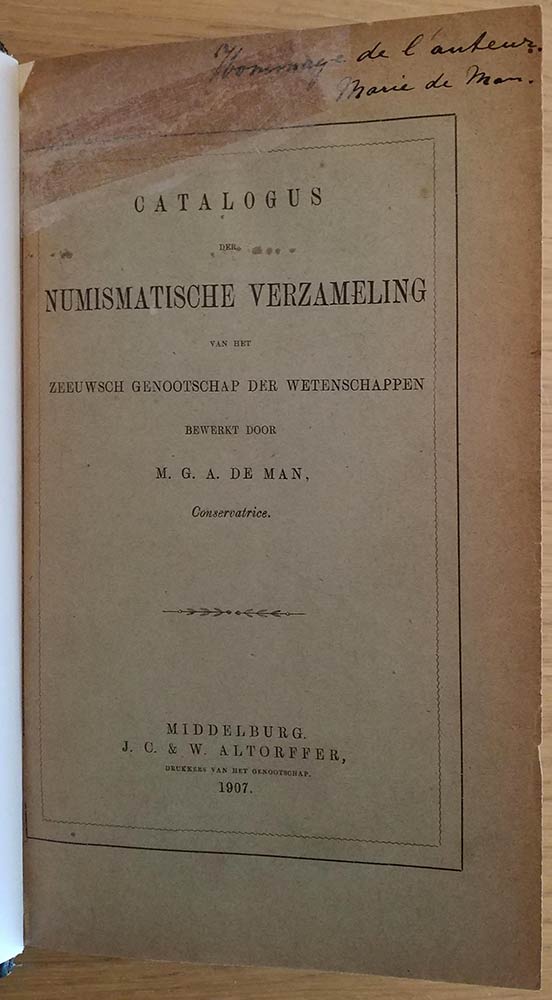 Hommage de l'auteur.
Marie de Man.
CATALOGUS
DER
NUMISMATISCHE VERZAMELING
VAN HET
ZEEUWSCH GENOOTSCHAP DER WETENSCHAPPEN
BEWERKT DOOR
M. G. A. DE MAN,
Conservatrice.
MIDDELBURG.
J. C. & W. ALTORFFER,
DRUKKERS VAN HET GENOOTSCHAP.
1907.